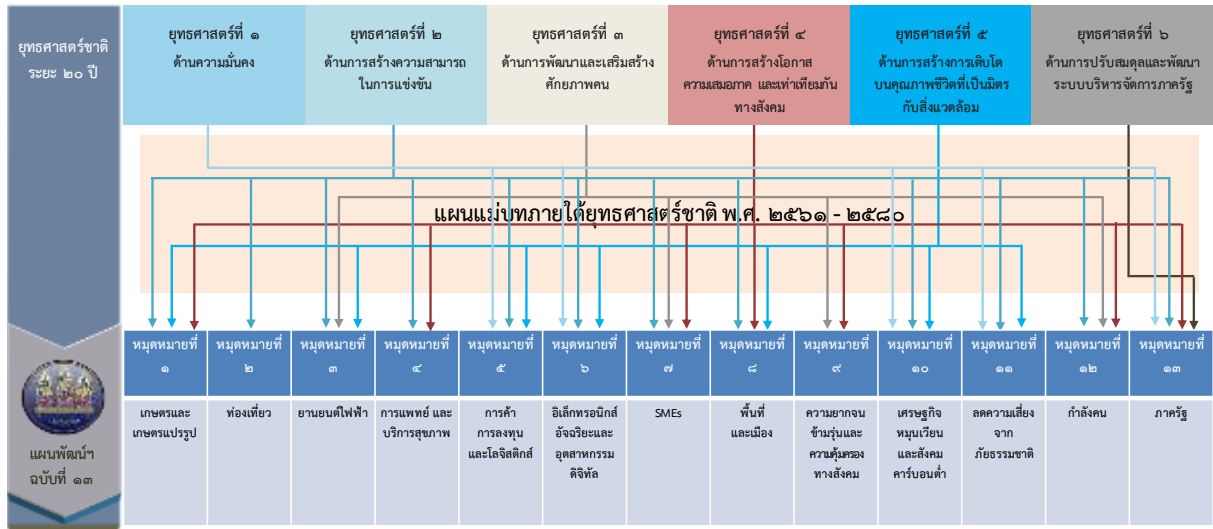 ยุทธศาสตร์ชาติ
ระยะ ๒๐ ปี
ยุทธศาสตร์ที่ ๑
ด้านความมั่นคง
ยุทธศาสตร์ที่ ๒
ด้านการสร้างความสามารถ
ในการแข่งขัน
ยุทธศาสตร์ที่ ๓
ด้านการพัฒนาและเสริมสร้าง
ศักยภาพคน
ยุทธศาสตร์ที่ ๔
ด้านการสร้างโอกาส
ความเสมอภาค และเท่าเทียมกัน
ทางสังคม
ยุทธศาสตร์ที่ ๕
ด้านการสร้างการเติบโต
บนคุณภาพชีวิตที่เป็นมิตร
กับสิ่งแวดล้อม
ยุทธศาสตร์ที่ ๖
ด้านการปรับสมดุลและพัฒนา
ระบบบริหารจัดการภาครัฐ
แผนแม่บทภายใต้ยุทธศาสตร์ชาติ พ.ศ. ๒๕๖๑ - ๒๕๘๐
แผนพัฒน์ฯ
ฉบับที่ ๑๓
หมุดหมายที่
๑
เกษตรและ
เกษตรแปรรูป
หมุดหมายที่
๒
ท่องเที่ยว
หมุดหมายที่
๓
ยานยนต์ไฟฟ้า
หมุดหมายที่
๔
การแพทย์ และ
บริการสุขภาพ
หมุดหมายที่
๕
การค้า
การลงทุน
และโลจิสติกส์
หมุดหมายที่
๖
อิเล็กทรอนิกส์
อัจฉริยะและ
อุตสาหกรรม
ดิจิทัล
หมุดหมายที่
๗
SMEs
หมุดหมายที่
๘
พื้นที่
และเมือง
หมุดหมายที่
๙
ความยากจน
ข้ามรุ่นและ
ความคุ้มครอง
ทางสังคม
หมุดหมายที่
๑๐
เศรษฐกิจ
หมุนเวียน
และสังคม
คาร์บอนต่ำ
หมุดหมายที่
๑๑
ลดความเสี่ยง
จาก
ภัยธรรมชาติ
หมุดหมายที่
๑๒
กำลังคน
หมุดหมายที่
๑๓
ภาครัฐ